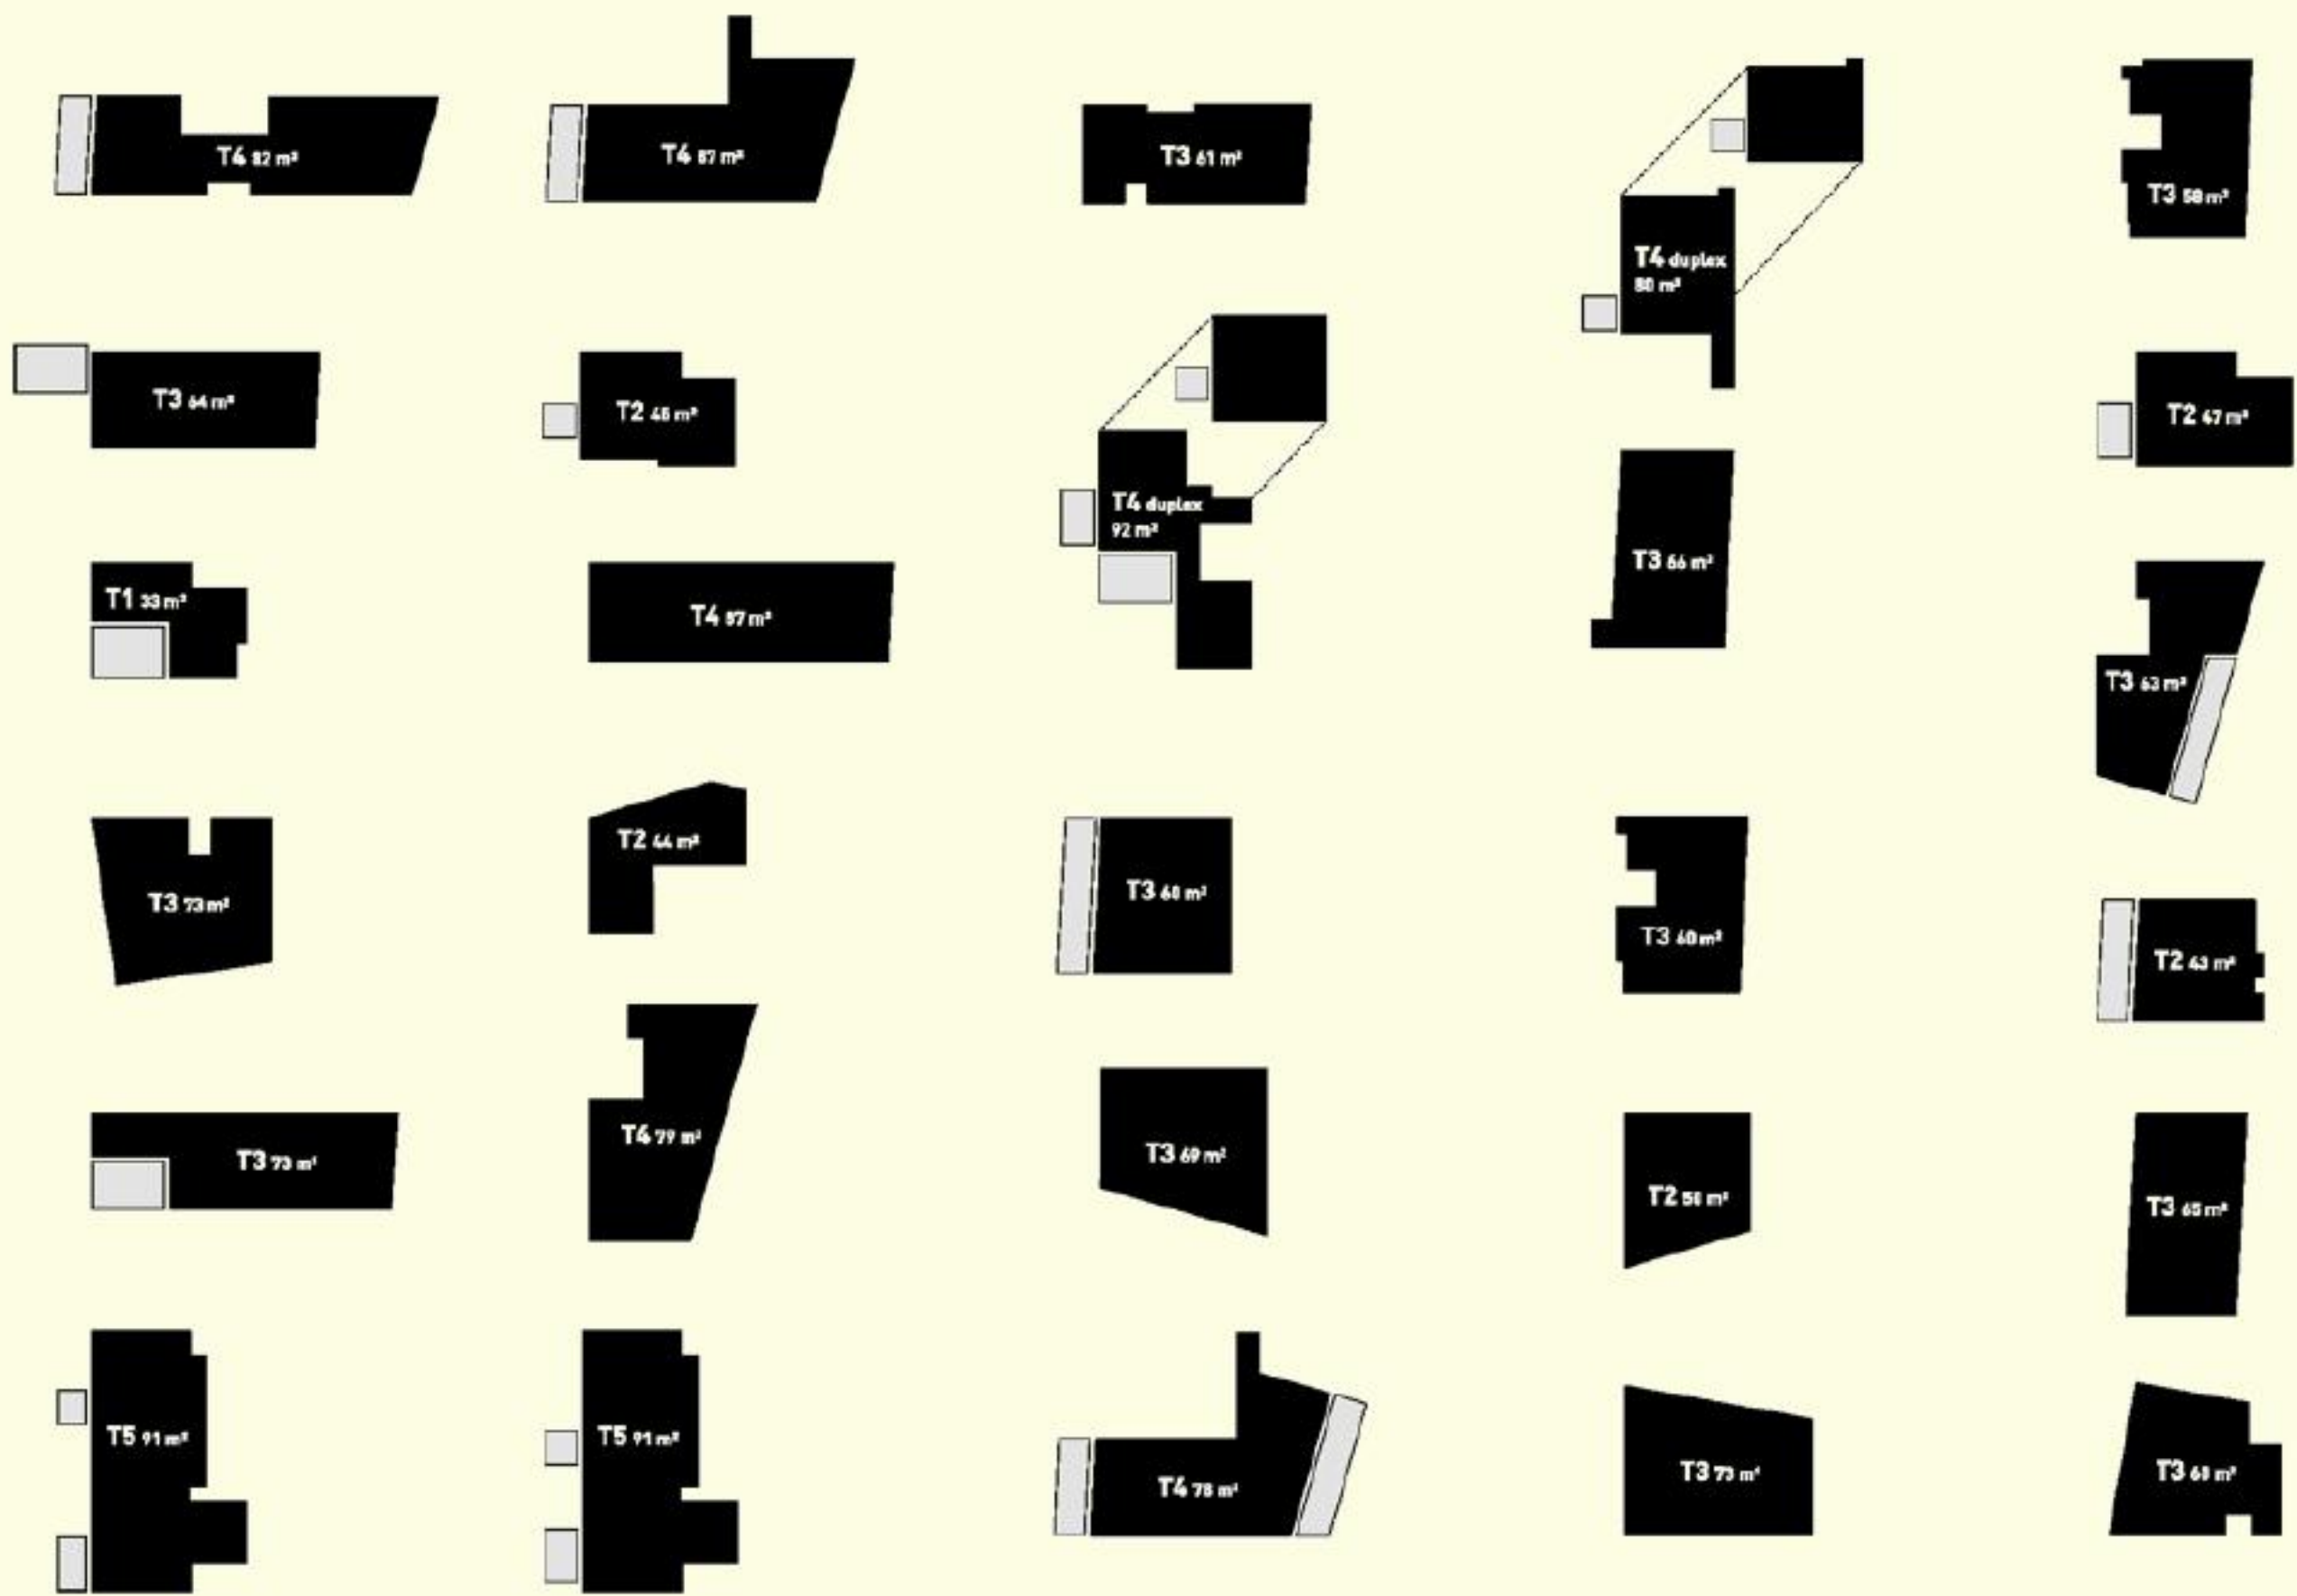 T4 82 m²
T4 87 m²
T3 61 m²
T4 duplex
80 m²
T3 58 m²
T3 64 m²
T2 45 m²
T4 duplex
92 m²
T2 47 m²
T1 33 m²
T4 87 m²
T3 66 m²
T3 63 m²
T3 73 m²
T2 44 m²
T3 60 m²
T3 60 m²
T2 43 m²
T3 73 m²
T4 79 m²
T3 69 m²
T2 50 m²
T3 65 m²
T5 91 m²
T5 91 m²
T4 78 m²
T3 73 m²
T3 68 m²